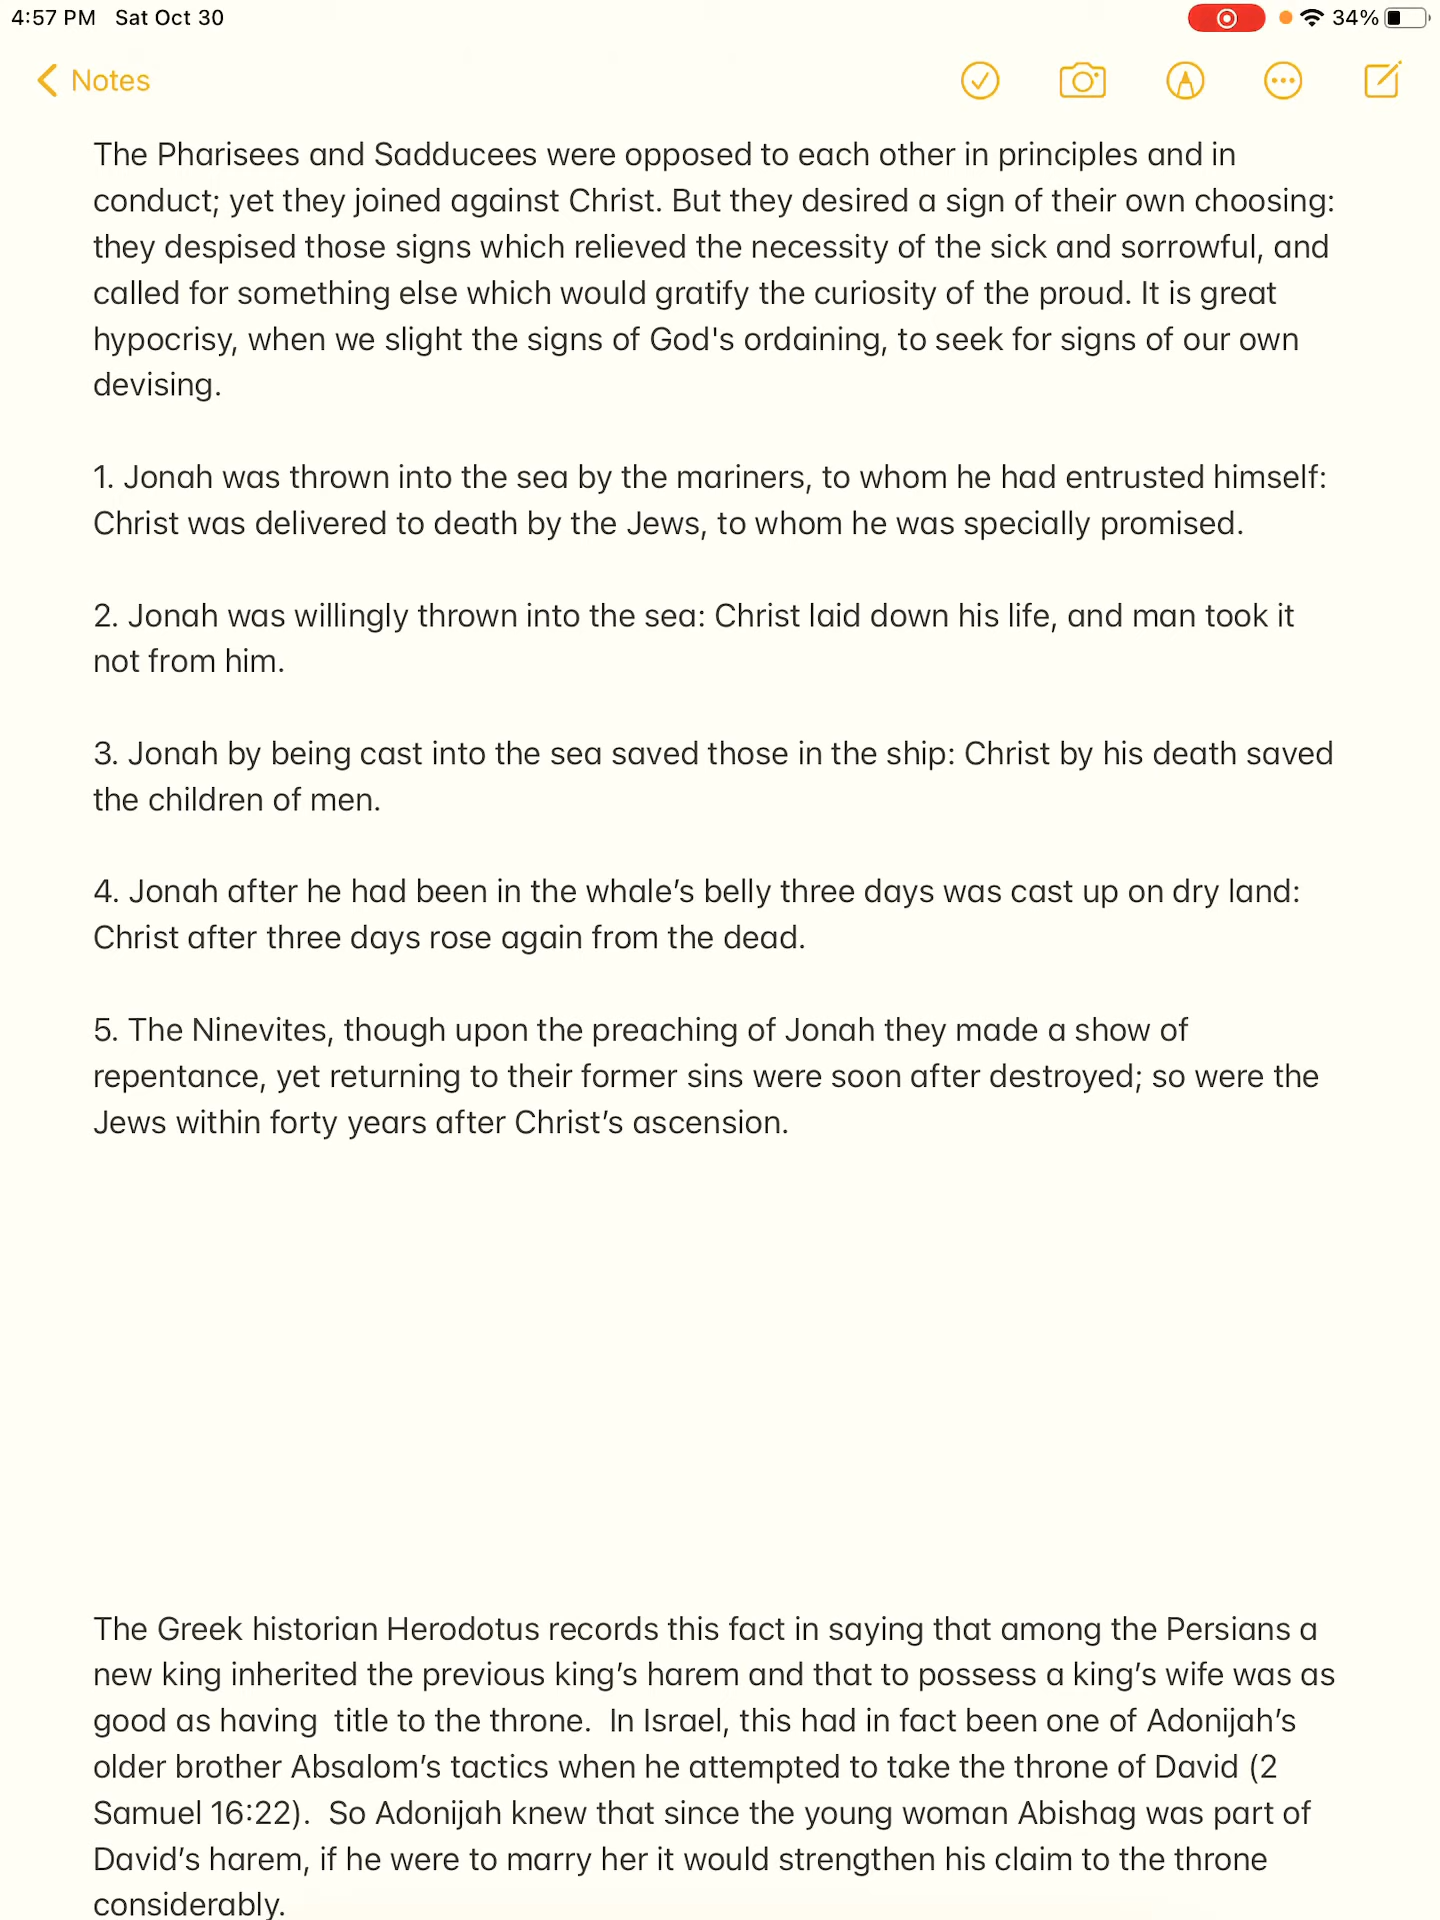 4:57 PM Sat Oct 30
34%
Notes
The Pharisees and Sadducees were opposed to each other in principles and in
conduct; yet they joined against Christ. But they desired a sign of their own choosing:
they despised those signs which relieved the necessity of the sick and sorrowful, and
called for something else which would gratify the curiosity of the proud. It is great
hypocrisy, when we slight the signs of God's ordaining, to seek for signs of our own
devising.
1. Jonah was thrown into the sea by the mariners, to whom he had entrusted himself:
Christ was delivered to death by the Jews, to whom he was specially promised.
2. Jonah was willingly thrown into the sea: Christ laid down his life, and man took it
not from him.
3. Jonah by being cast into the sea saved those in the ship: Christ by his death saved
the children of men.
4. Jonah after he had been in the whale’s belly three days was cast up on dry land:
Christ after three days rose again from the dead.
5. The Ninevites, though upon the preaching of Jonah they made a show of
repentance, yet returning to their former sins were soon after destroyed; so were the
Jews within forty years after Christ’s ascension.
The Greek historian Herodotus records this fact in saying that among the Persians a
new king inherited the previous king’s harem and that to possess a king’s wife was as
good as having  title to the throne.  In Israel, this had in fact been one of Adonijah’s
older brother Absalom’s tactics when he attempted to take the throne of David (2
Samuel 16:22).  So Adonijah knew that since the young woman Abishag was part of
David’s harem, if he were to marry her it would strengthen his claim to the throne
considerably.